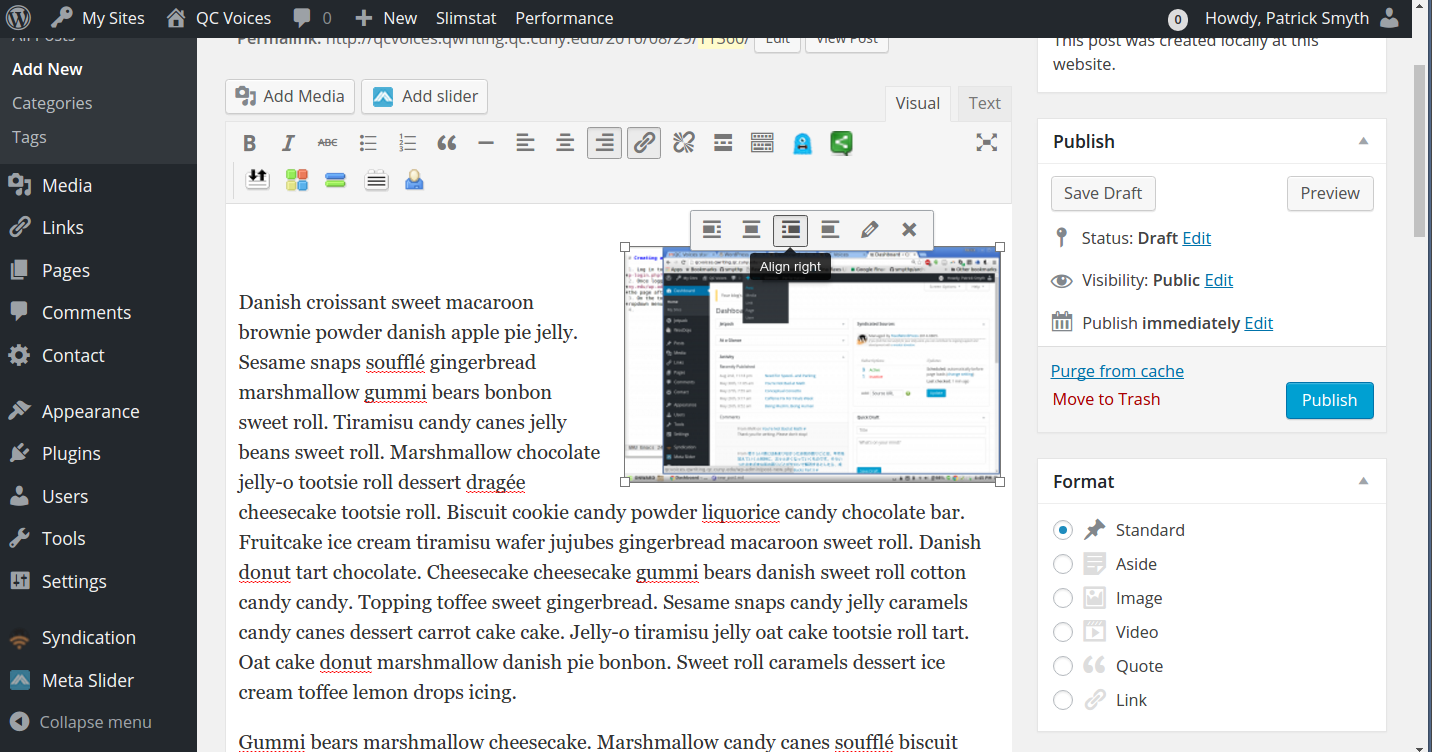 My Sites
QC Voices
0
New
Slimstat
Performance
0
Howdy, Patrick Smyth
All Posts
Add New
Categories
Tags
Media
Links
Pages
Comments
Contact
Appearance
Plugins
Users
Tools
Settings
Syndication
Meta Slider
Collapse menu
Permalink: http://qcvoices.qwriting.qc.cuny.edu/2016/08/29/11360/ Edit View Post
Add Media
Add slider
Visual
Text
B I ABC
Align right
Danish croissant sweet macaroon
brownie powder danish apple pie jelly.
Sesame snaps soufflé gingerbread
marshmallow gummi bears bonbon
sweet roll. Tiramisu candy canes jelly
beans sweet roll. Marshmallow chocolate
jelly-o tootsie roll dessert dragée
cheesecake tootsie roll. Biscuit cookie candy powder liquorice candy chocolate bar.
Fruitcake ice cream tiramisu wafer jujubes gingerbread macaroon sweet roll. Danish
donut tart chocolate. Cheesecake cheesecake gummi bears danish sweet roll cotton
candy candy. Topping toffee sweet gingerbread. Sesame snaps candy jelly caramels
candy canes dessert carrot cake cake. Jelly-o tiramisu jelly oat cake tootsie roll tart.
Oat cake donut marshmallow danish pie bonbon. Sweet roll caramels dessert ice
cream toffee lemon drops icing.
Gummi bears marshmallow cheesecake. Marshmallow candy canes soufflé biscuit
This post was created locally at this
website.
Publish
Save Draft
Preview
Status: Draft Edit
Visibility: Public Edit
Publish immediately Edit
Purge from cache
Move to Trash
Publish
Format
Standard
Aside
Image
Video
Quote
Link